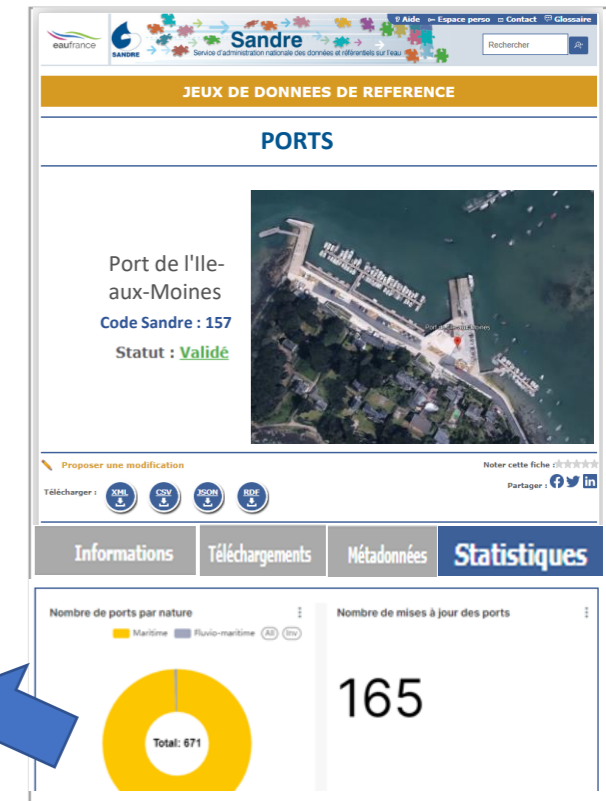 ? Aide Espace perso Contact Glossaire
eaufrance
SANDRE
Sandre
Service d'administration nationale des données et référentiels sur l'eau
Rechercher
JEUX DE DONNEES DE REFERENCE
PORTS
Port de l'Ile-
aux-Moines
Code Sandre : 157
Statut : Validé
Proposer une modification
Noter cette fiche :
Télécharger :
XML
CSV
JSON
RDF
Partager :
Informations
Téléchargements
Métadonnées
Statistiques
Nombre de ports par nature
Maritime Fluvio-maritime All Inv
Total: 671
Nombre de mises à jour des ports
165